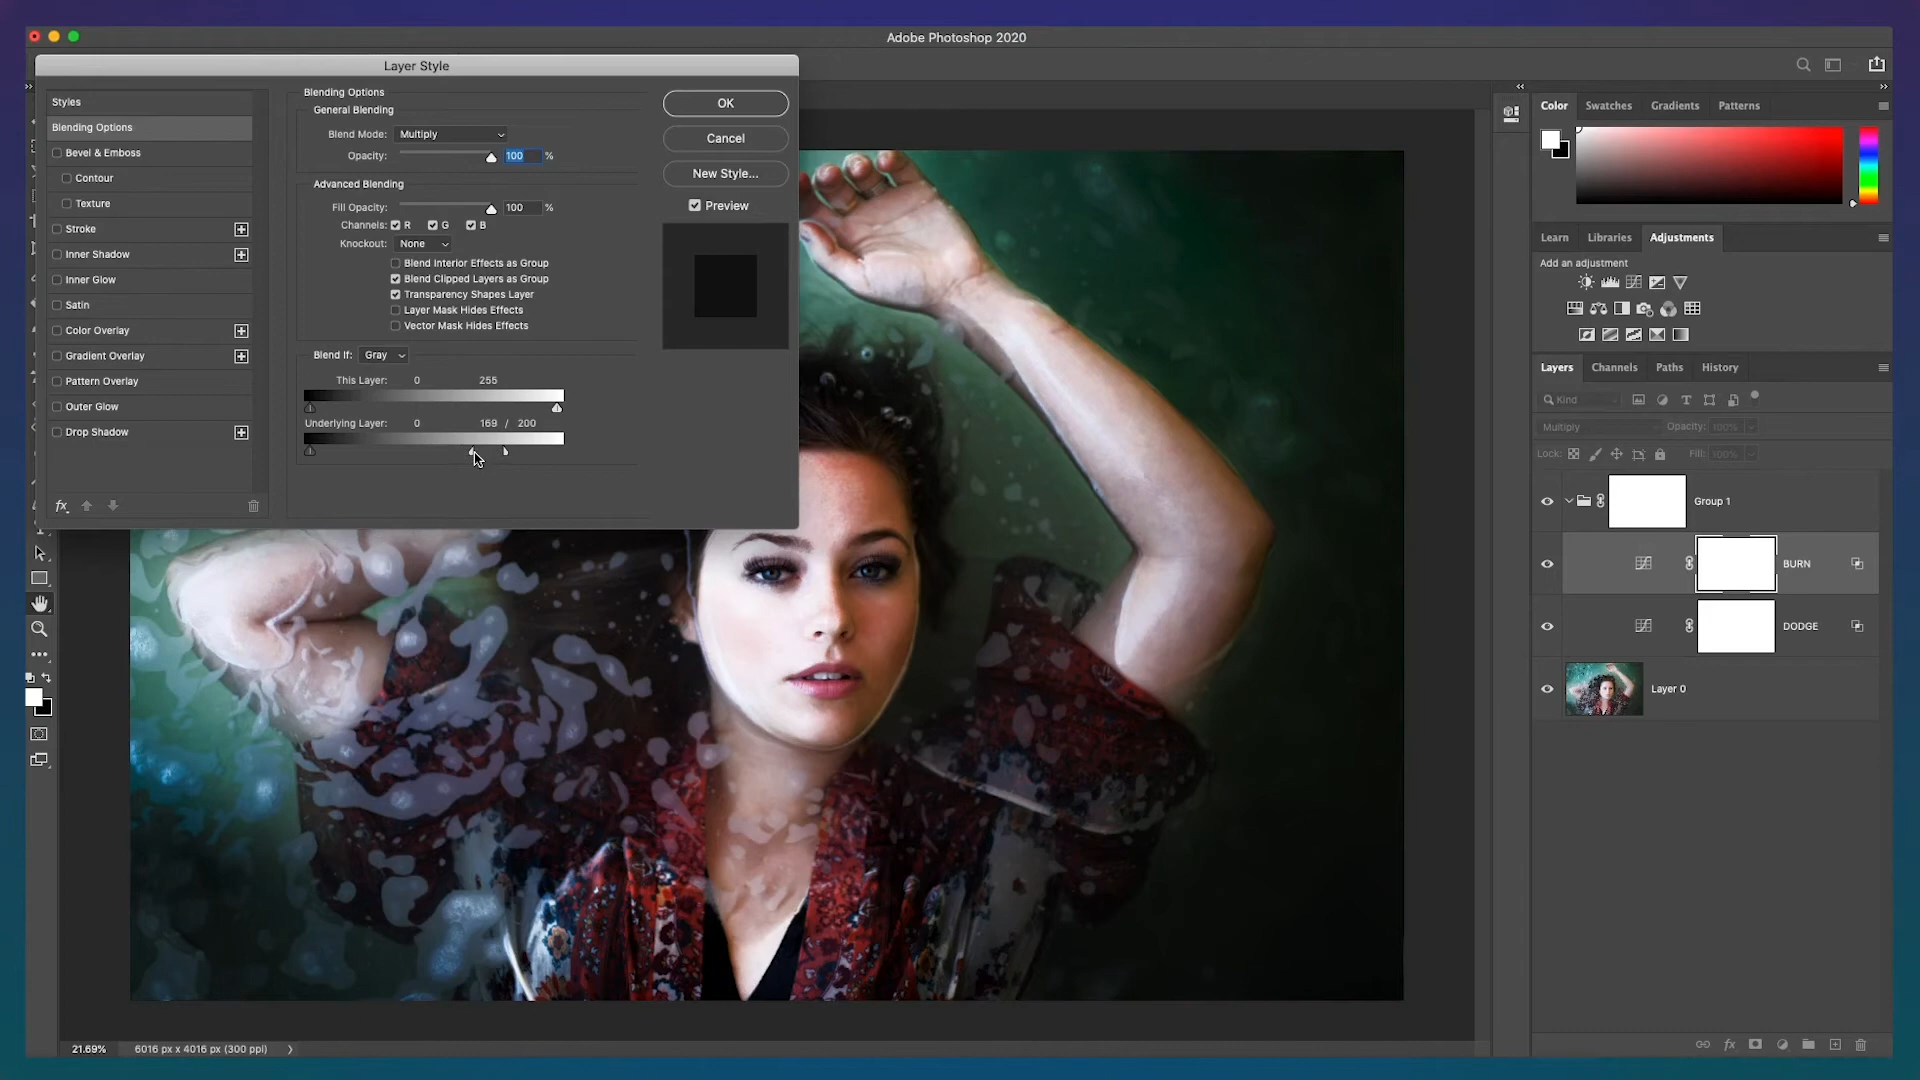 Adobe Photoshop 2020
Layer Style
Styles
Blending Options
Bevel & Emboss
Contour
Texture
Stroke
Inner Shadow
Inner Glow
Satin
Color Overlay
Gradient Overlay
Pattern Overlay
Outer Glow
Drop Shadow
fx
Blending Options
General Blending
Blend Mode: Multiply
Opacity: 100 %
Advanced Blending
Fill Opacity: 100 %
Channels: R G B
Knockout: None
Blend Interior Effects as Group
Blend Clipped Layers as Group
Transparency Shapes Layer
Layer Mask Hides Effects
Vector Mask Hides Effects
Blend If: Gray
This Layer: 0 255
Underlying Layer: 0 169 / 200
OK
Cancel
New Style...
Preview
Color Swatches Gradients Patterns
Learn Libraries Adjustments
Add an adjustment
Layers Channels Paths History
Kind
Multiply Opacity: 100%
Lock: Fill: 100%
Group 1
BURN
DODGE
Layer 0
fx
21.69% 6016 px x 4016 px (300 ppi)